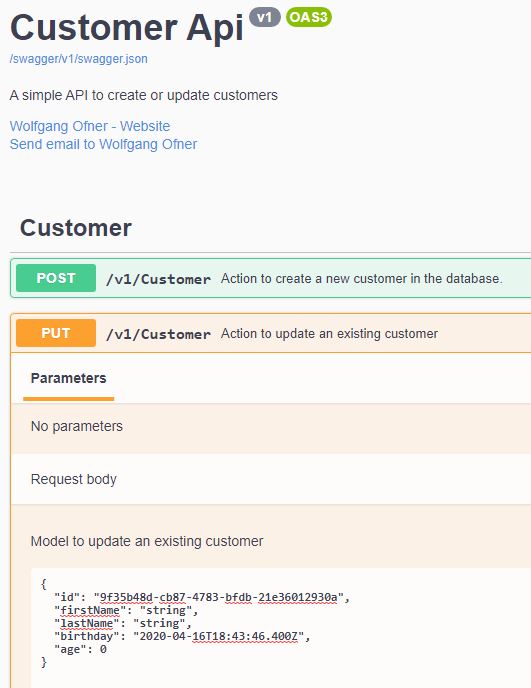 Customer Api v1 OAS3
/swagger/v1/swagger.json
A simple API to create or update customers
Wolfgang Ofner - Website
Send email to Wolfgang Ofner
Customer
POST /v1/Customer Action to create a new customer in the database.
PUT /v1/Customer Action to update an existing customer
Parameters
No parameters
Request body
Model to update an existing customer
{
"id": "9f35b48d-cb87-4783-bfdb-21e36012930a",
"firstName": "string",
"lastName": "string",
"birthday": "2020-04-16T18:43:46.400Z",
"age": 0
}